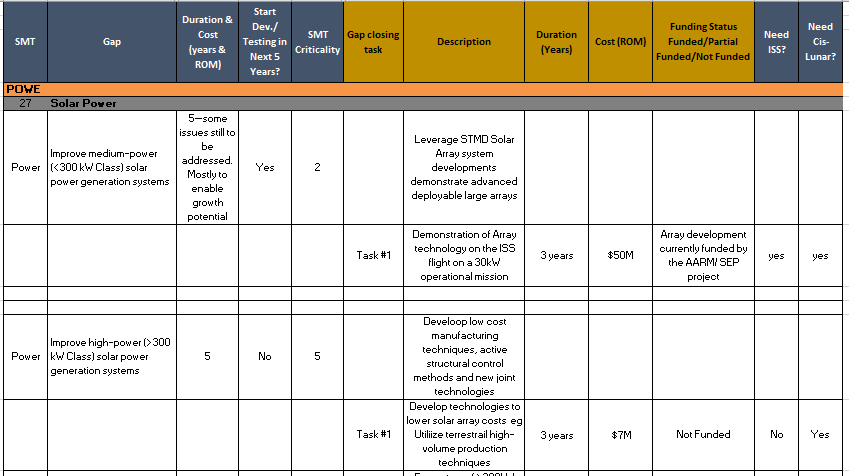 SMT
Gap
Duration &
Cost
(years &
ROM)
Start
Dev./
Testing in
Next 5
Years?
SMT
Criticality
Gap closing
task
Description
Duration
(Years)
Cost (ROM)
Funding Status
Funded/Partial
Funded/Not Funded
Need
ISS?
Need
Cis-
Lunar?
POWE
27 Solar Power
Power
Improve medium-power
(<300 kW Class) solar
power generation systems
5--some
issues still to
be
addressed.
Mostly to
enable
growth
potential
Yes
2
Leverage STMD Solar
Array system
developments
demonstrate advanced
deployable large arrays
Task #1
Demonstration of Array
technology on the ISS
flight on a 30kW
operational mission
3 years
$50M
Array development
currently funded by
the AARM/ SEP
project
yes
yes
Power
Improve high-power (>300
kW Class) solar power
generation systems
5
No
5
Develoop low cost
manufacturing
techniques, active
structural control
methods and new joint
technologies
Task #1
Develop technologies to
lower solar array costs eg
Utiliize terrestrail high-
volume production
techniques
3 years
$7M
Not Funded
No
Yes